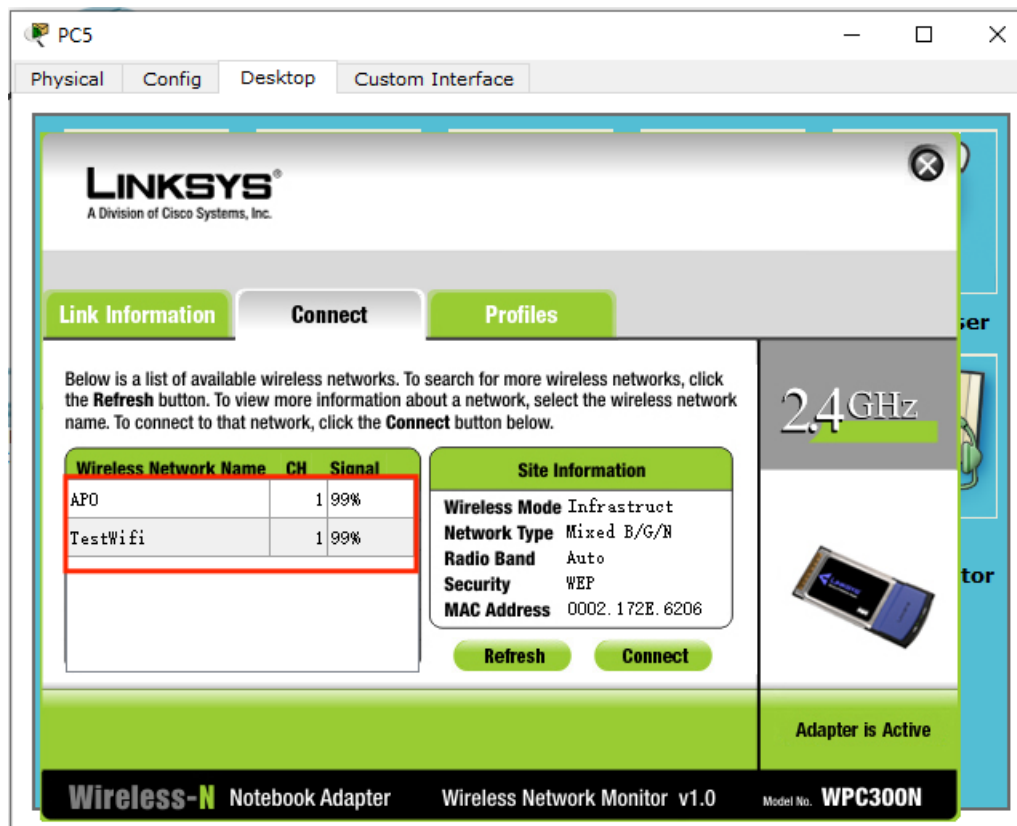 PC5
Physical Config Desktop Custom Interface
LINKSYS®
A Division of Cisco Systems, Inc.
Link Information Connect Profiles
ser
Below is a list of available wireless networks. To search for more wireless networks, click
the Refresh button. To view more information about a network, select the wireless network
name. To connect to that network, click the Connect button below.
2.4GHz
Wireless Network Name CH Signal
APO 1 99%
TestWifi 1 99%
Site Information
Wireless Mode Infrastruct
Network Type Mixed B/G/N
Radio Band Auto
Security WEP
MAC Address 0002.172E.6206
tor
LINKSYS
Refresh Connect
Adapter is Active
Wireless-N Notebook Adapter Wireless Network Monitor v1.0 Model No. WPC300N